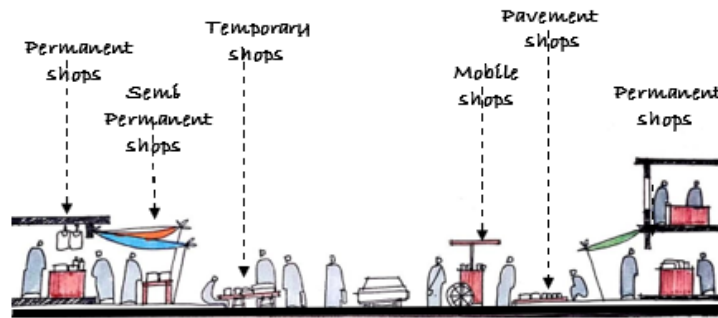 Permanent
shops
Semi
Permanent
shops
Temporary
shops
Mobile
shops
Pavement
shops
Permanent
shops